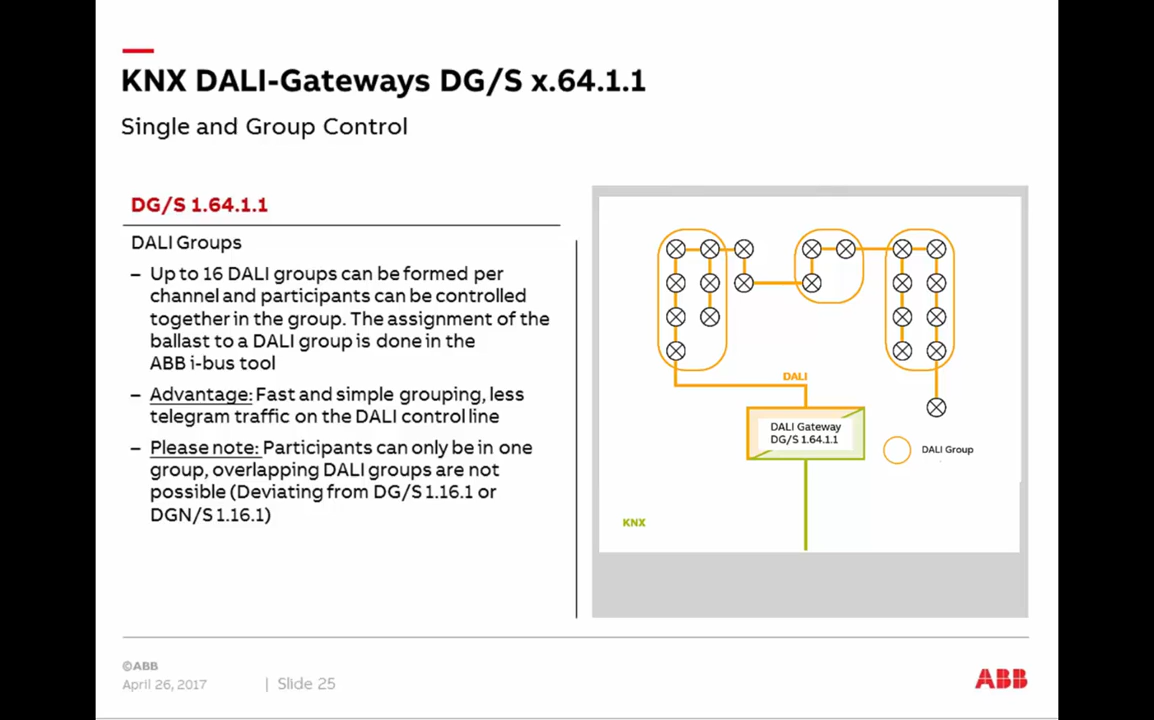 KNX DALI-Gateways DG/S x.64.1.1
Single and Group Control
DG/S 1.64.1.1
DALI Groups
– Up to 16 DALI groups can be formed per
channel and participants can be controlled
together in the group. The assignment of the
ballast to a DALI group is done in the
ABB i-bus tool
– Advantage: Fast and simple grouping, less
telegram traffic on the DALI control line
– Please note: Participants can only be in one
group, overlapping DALI groups are not
possible (Deviating from DG/S 1.16.1 or
DGN/S 1.16.1)
DALI
DALI Gateway
DG/S 1.64.1.1
DALI Group
KNX
©ABB
April 26, 2017
| Slide 25
ABB